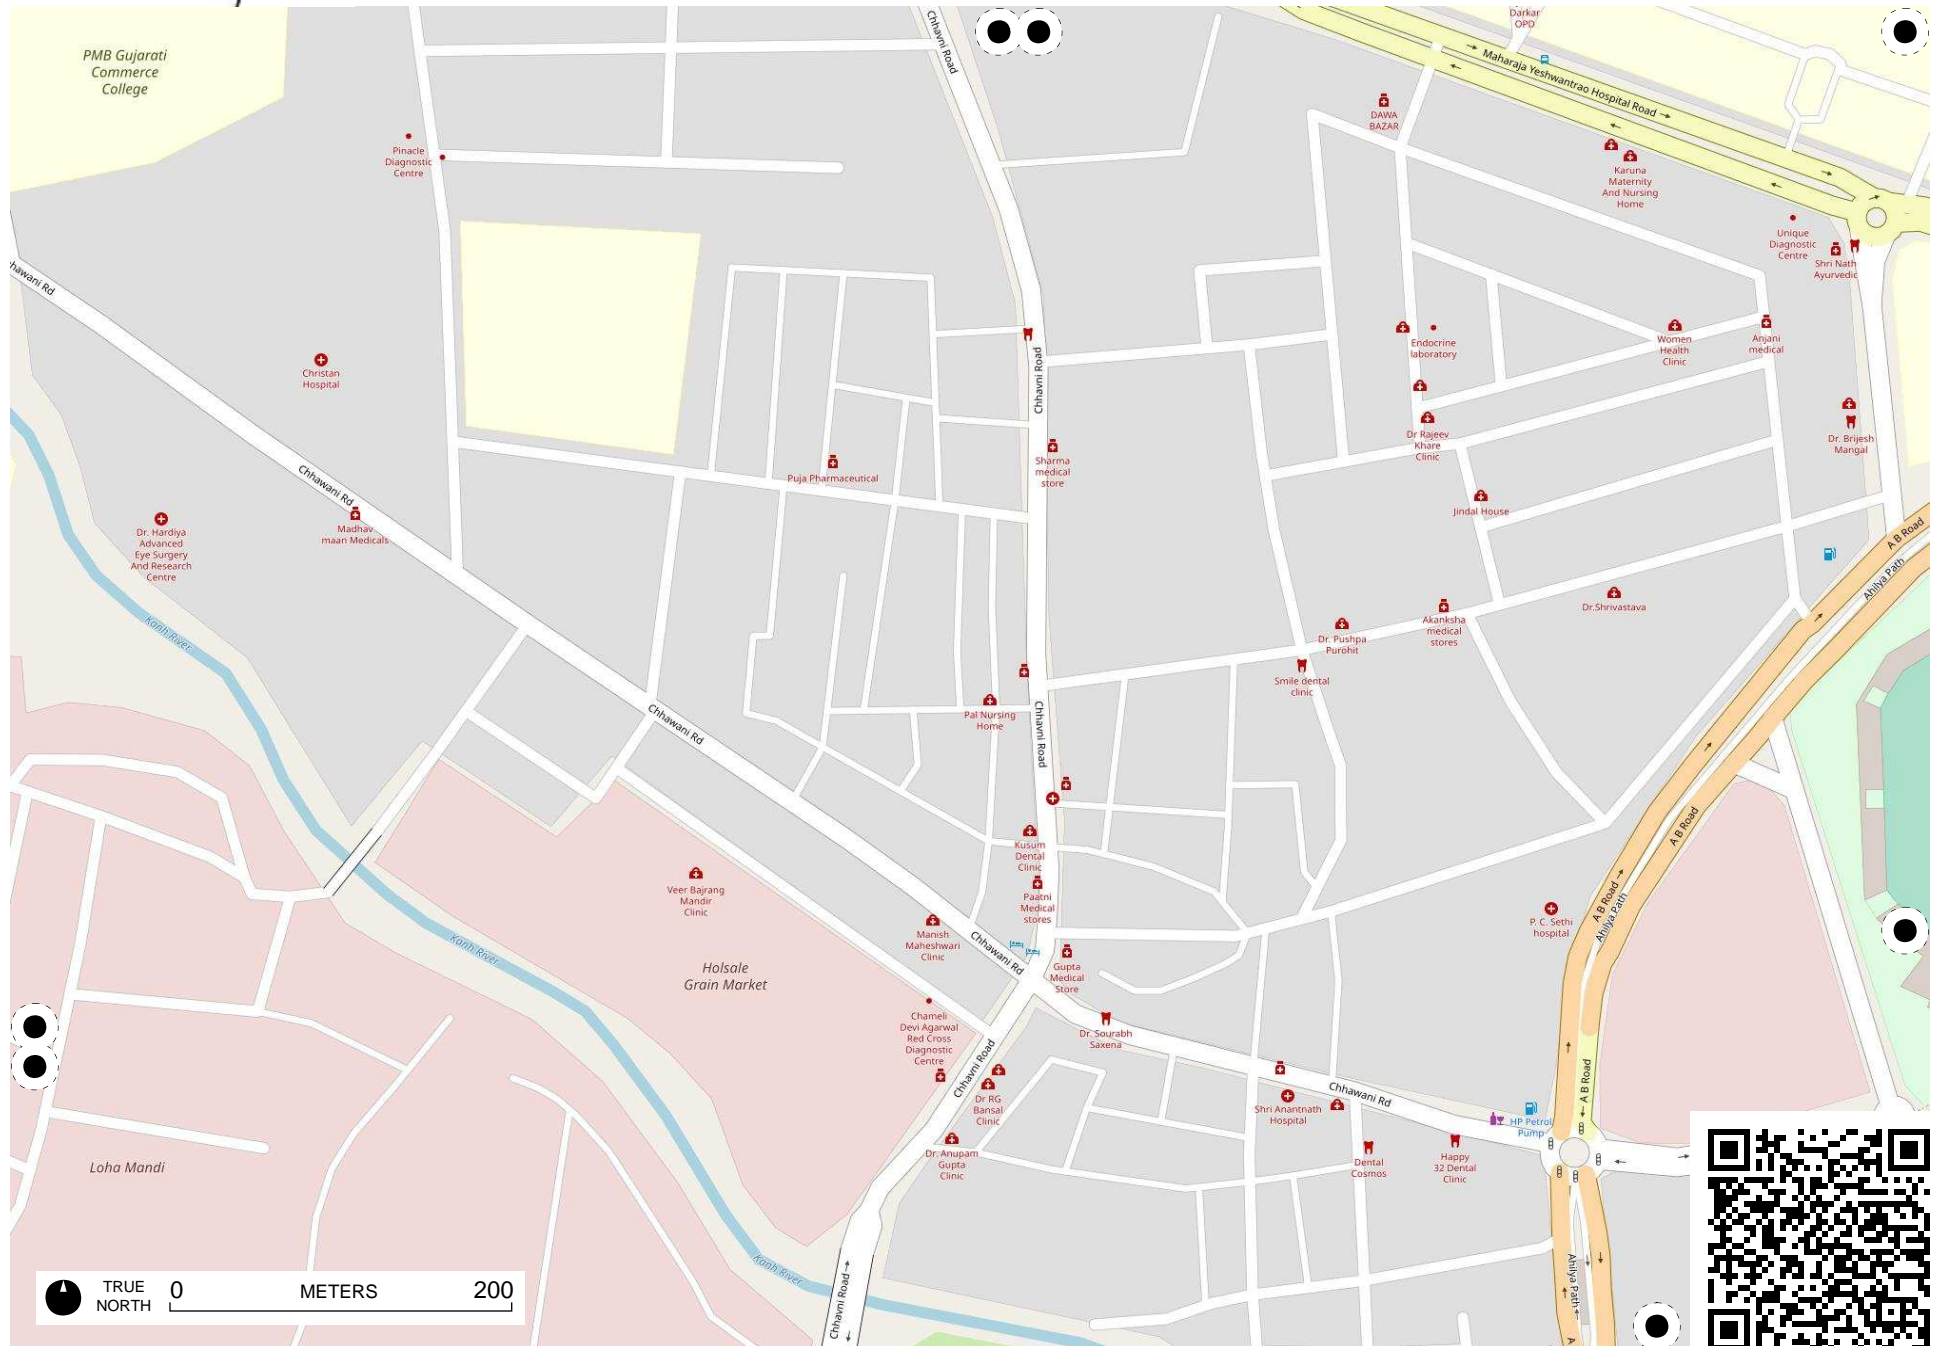 PMB Gujarati
Commerce
College
Chhavni Road
Darkar
OPD
Maharaja Yeshwantrao Hospital Road
DAWA
BAZAR
Pinacle
Diagnostic
Centre
Karuna
Maternity
And Nursing
Home
Unique
Diagnostic
Centre
Shri Nath
Ayurvedic
hawani Rd
Christan
Hospital
Chhavni Road
Endocrine
laboratory
Women
Health
Clinic
Anjani
medical
Dr Rajeev
Khare
Clinic
Dr. Brijesh
Mangal
Sharma
medical
store
Puja Pharmaceutical
Chhawani Rd
Madhav
maan Medicals
Jindal House
Dr. Hardiya
Advanced
Eye Surgery
And Research
Centre
A B Road
Ahilya Path
Kanh River
Dr.Shrivastava
Akanksha
medical
stores
Dr. Pushpa
Purohit
Smile dental
clinic
Pal Nursing
Home
Chhawani Rd
Chhavni Road
A B Road
Kusum
Dental
Clinic
Paatni
Medical
stores
Veer Bajrang
Mandir
Clinic
Manish
Maheshwari
Clinic
Chhawani Rd
Gupta
Medical
Store
P. C. Sethi
hospital
A B Road
Ahilya Path
Kanh River
Holsale
Grain Market
Chameli
Devi Agarwal
Red Cross
Diagnostic
Centre
Dr. Sourabh
Saxena
Chhavni Road
Dr RG
Bansal
Clinic
Shri Anantnath
Hospital
Chhawani Rd
A B Road
HP Petrol
Pump
Dr. Anupam
Gupta
Clinic
Dental
Cosmos
Happy
32 Dental
Clinic
Loha Mandi
Kanh River
Chhavni Road
Ahilya Path
A
TRUE
NORTH
0 METERS 200